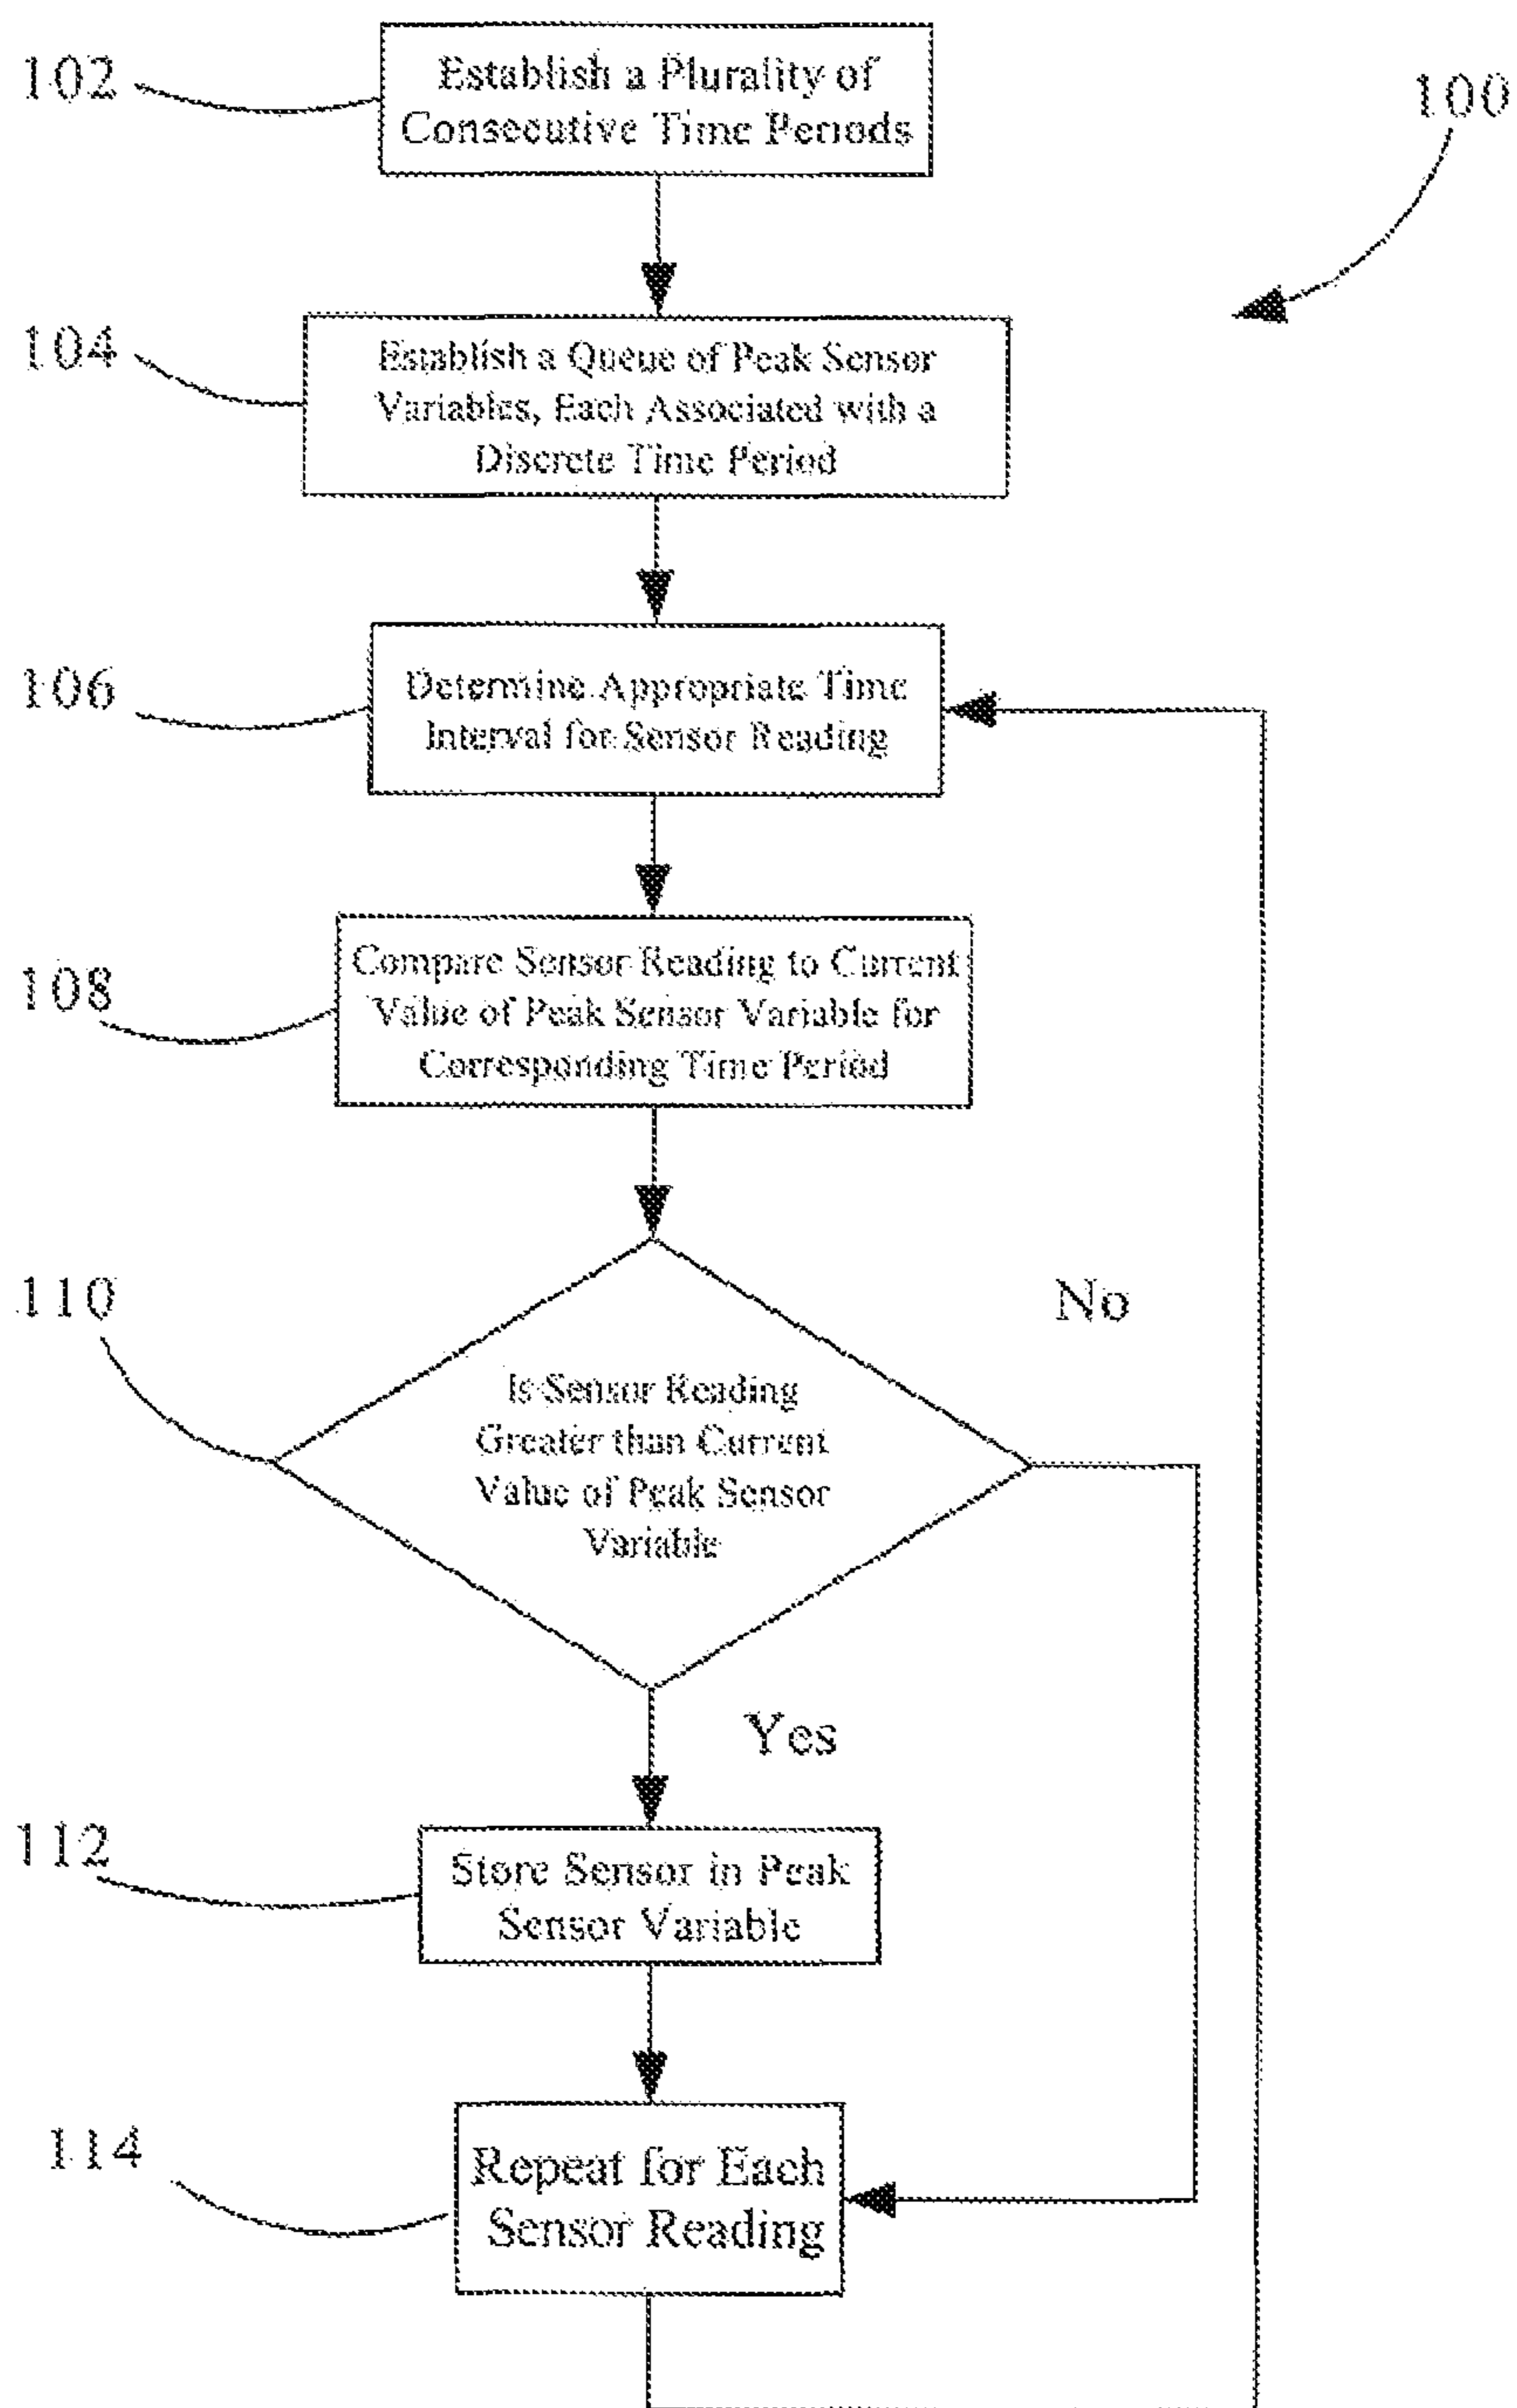 102
Establish a Plurality of
Consecutive Time Periods
100
104
Establish a Queue of Peak Sensor
Variables, Each Associated with a
Discrete Time Period
106
Determine Appropriate Time
Interval for Sensor Reading
108
Compare Sensor Reading to Current
Value of Peak Sensor Variable for
Corresponding Time Period
110
No
Is Sensor Reading
Greater than Current
Value of Peak Sensor
Variable
Yes
112
Store Sensor in Peak
Sensor Variable
114
Repeat for Each
Sensor Reading